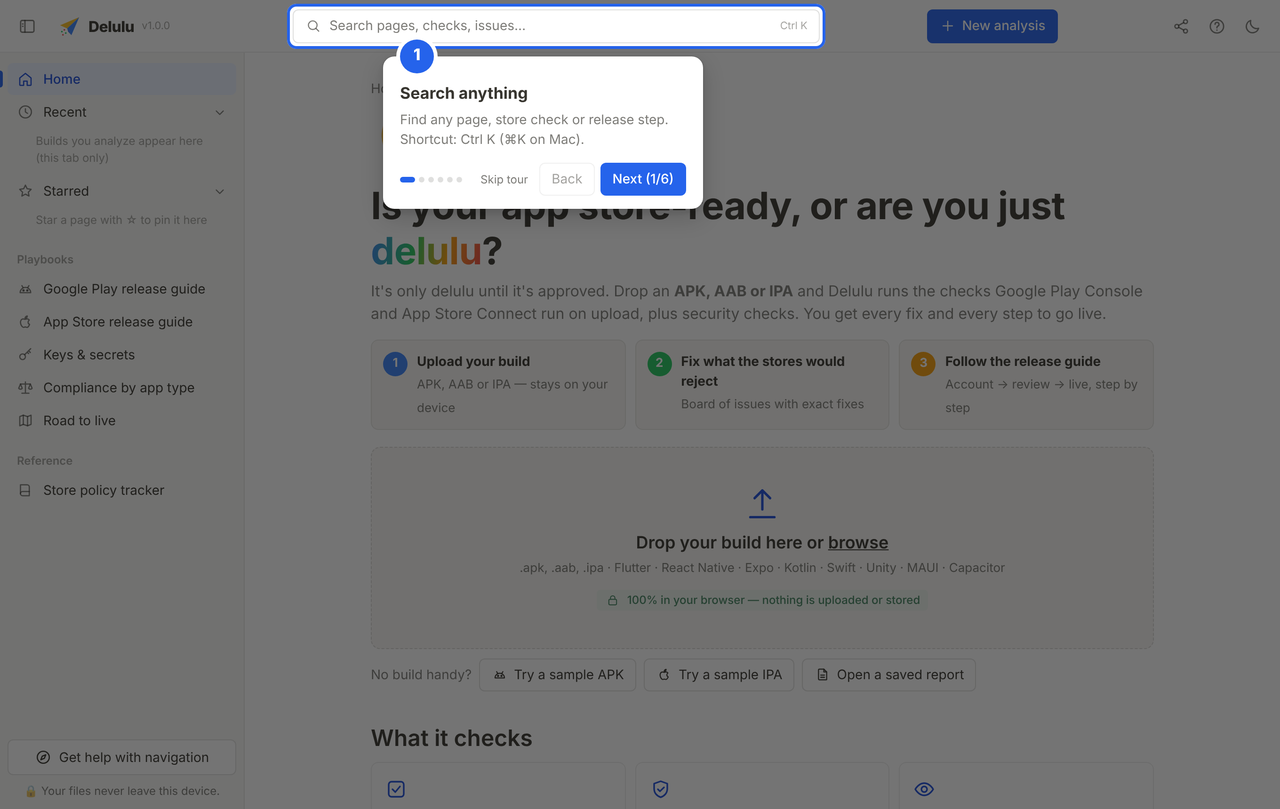 Delulu v1.0.0
Search pages, checks, issues... Ctrl K
New analysis
Home
Recent
Builds you analyze appear here
(this tab only)
Starred
Star a page with ☆ to pin it here
Playbooks
Google Play release guide
App Store release guide
Keys & secrets
Compliance by app type
Road to live
Reference
Store policy tracker
Get help with navigation
🔒 Your files never leave this device.
1
Search anything
Find any page, store check or release step.
Shortcut: Ctrl K (⌘K on Mac).
Skip tour
Back
Next (1/6)
Is your app store-ready, or are you just
delulu?
It's only delulu until it's approved. Drop an APK, AAB or IPA and Delulu runs the checks Google Play Console
and App Store Connect run on upload, plus security checks. You get every fix and every step to go live.
1 Upload your build
APK, AAB or IPA — stays on your
device
2 Fix what the stores would
reject
Board of issues with exact fixes
3 Follow the release guide
Account → review → live, step by
step
Drop your build here or browse
.apk, .aab, .ipa · Flutter · React Native · Expo · Kotlin · Swift · Unity · MAUI · Capacitor
100% in your browser — nothing is uploaded or stored
No build handy? Try a sample APK Try a sample IPA Open a saved report
What it checks